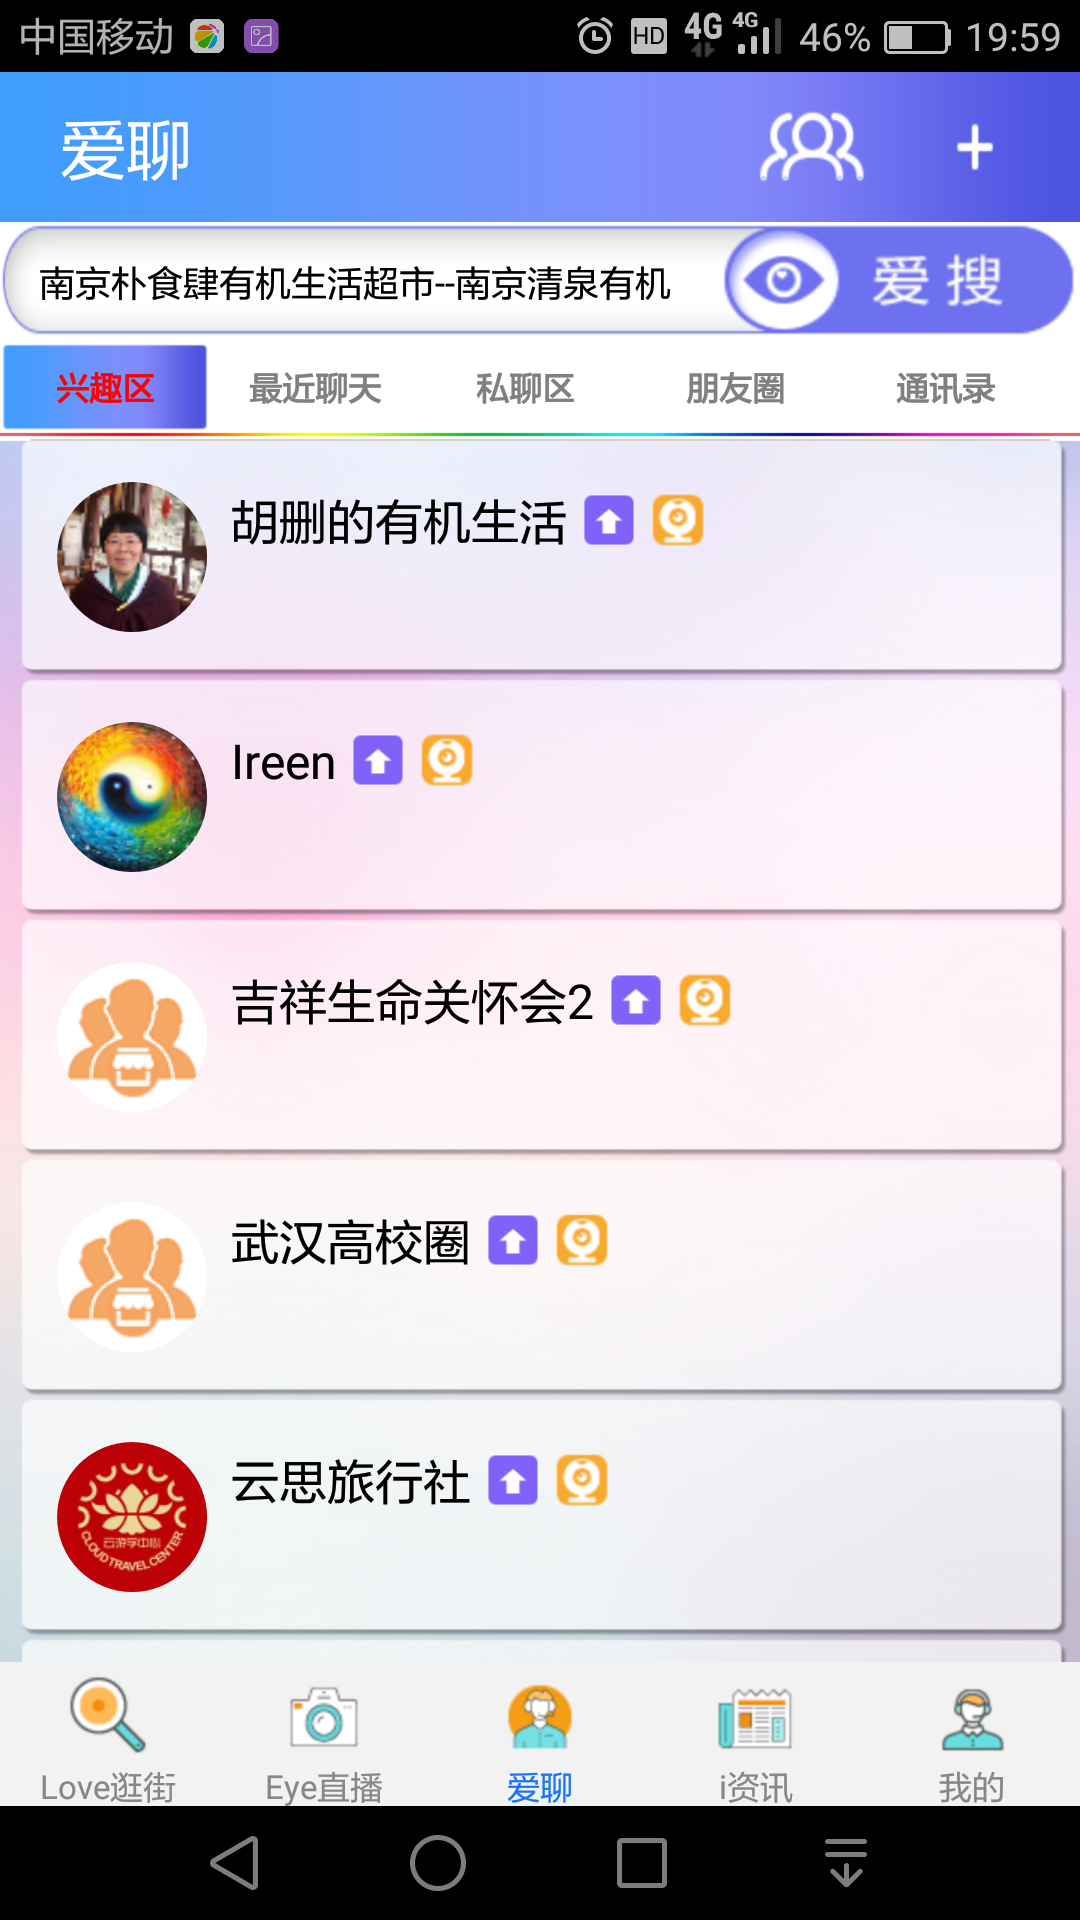 中国移动 HD 4G 4G 46% 19:59
爱聊
南京朴食肆有机生活超市--南京清泉有机 爱 搜
兴趣区 最近聊天 私聊区 朋友圈 通讯录
胡删的有机生活
Ireen
吉祥生命关怀会2
武汉高校圈
云思旅行社
云游学中心
CLOUD TRAVEL CENTER
Love逛街 Eye直播 爱聊 i资讯 我的